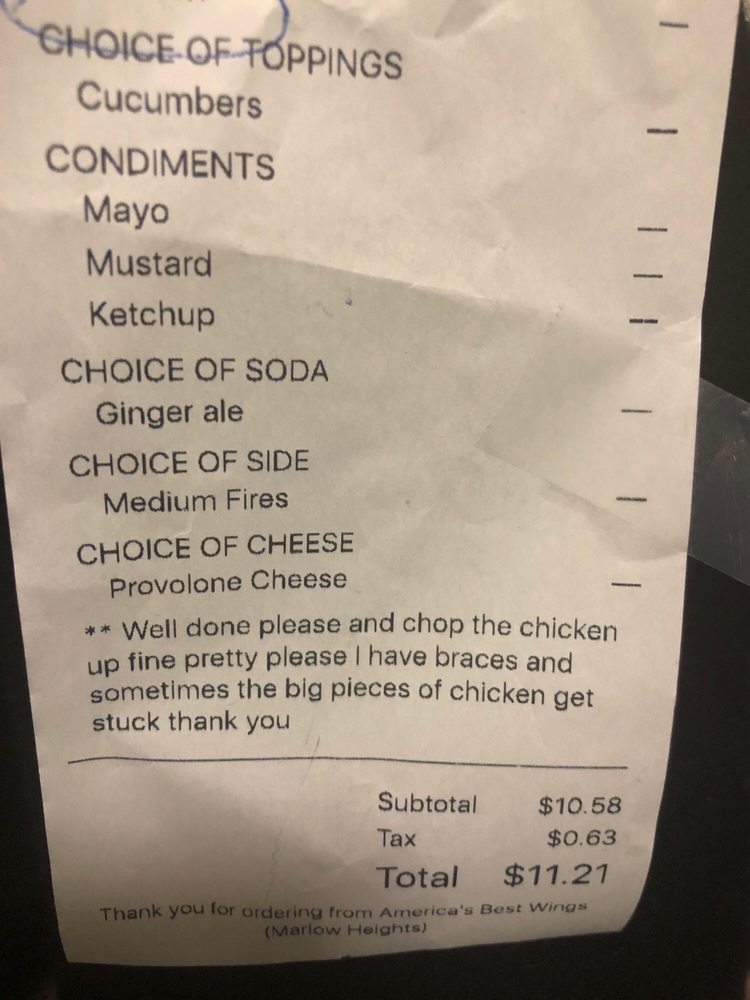 CHOICE OF TOPPINGS
Cucumbers —
CONDIMENTS
Mayo —
Mustard —
Ketchup —
CHOICE OF SODA
Ginger ale —
CHOICE OF SIDE
Medium Fires —
CHOICE OF CHEESE
Provolone Cheese —
** Well done please and chop the chicken
up fine pretty please I have braces and
sometimes the big pieces of chicken get
stuck thank you
Subtotal $10.58
Tax $0.63
Total $11.21
Thank you for ordering from America's Best Wings
(Marlow Heights)